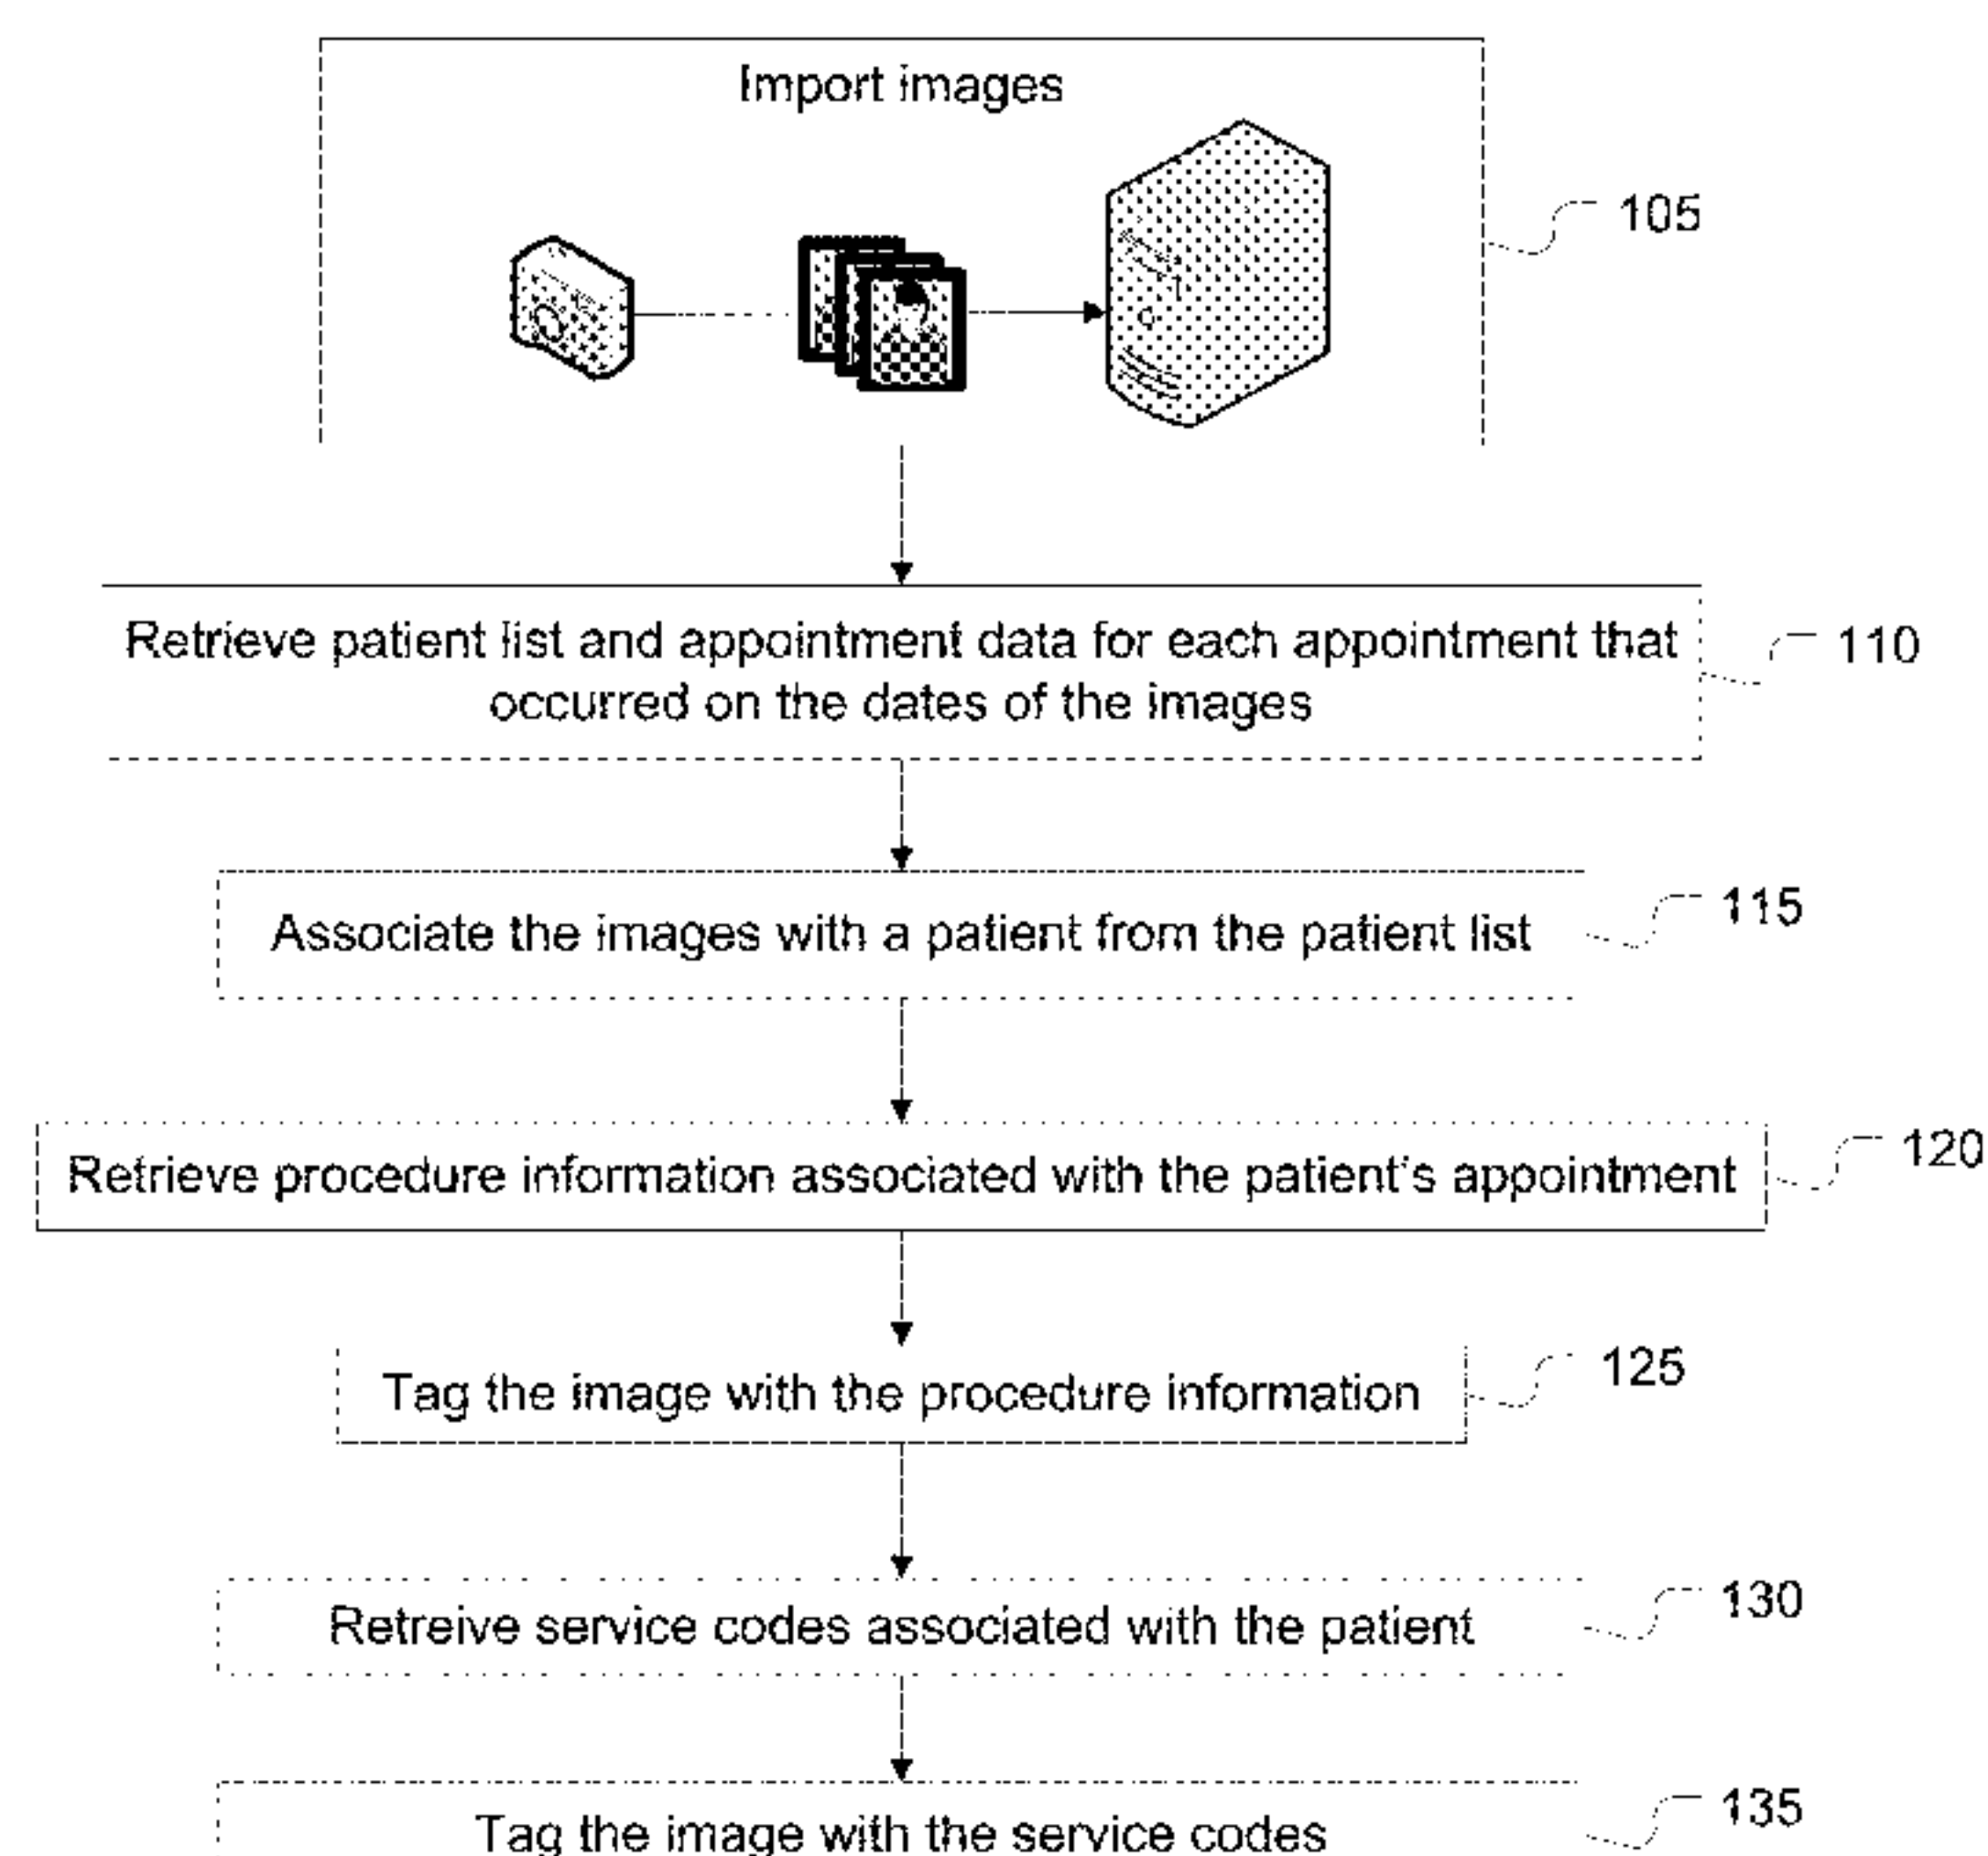 Import images
105
Retrieve patient list and appointment data for each appointment that
occurred on the dates of the images
110
Associate the images with a patient from the patient list
115
Retrieve procedure information associated with the patient's appointment
120
Tag the image with the procedure information
125
Retreive service codes associated with the patient
130
Tag the image with the service codes
135